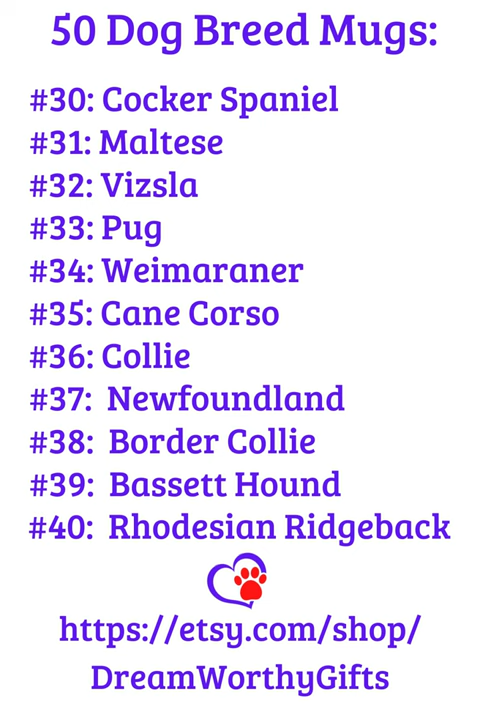 50 Dog Breed Mugs:
#30: Cocker Spaniel
#31: Maltese
#32: Vizsla
#33: Pug
#34: Weimaraner
#35: Cane Corso
#36: Collie
#37: Newfoundland
#38: Border Collie
#39: Bassett Hound
#40: Rhodesian Ridgeback
https://etsy.com/shop/
DreamWorthyGifts